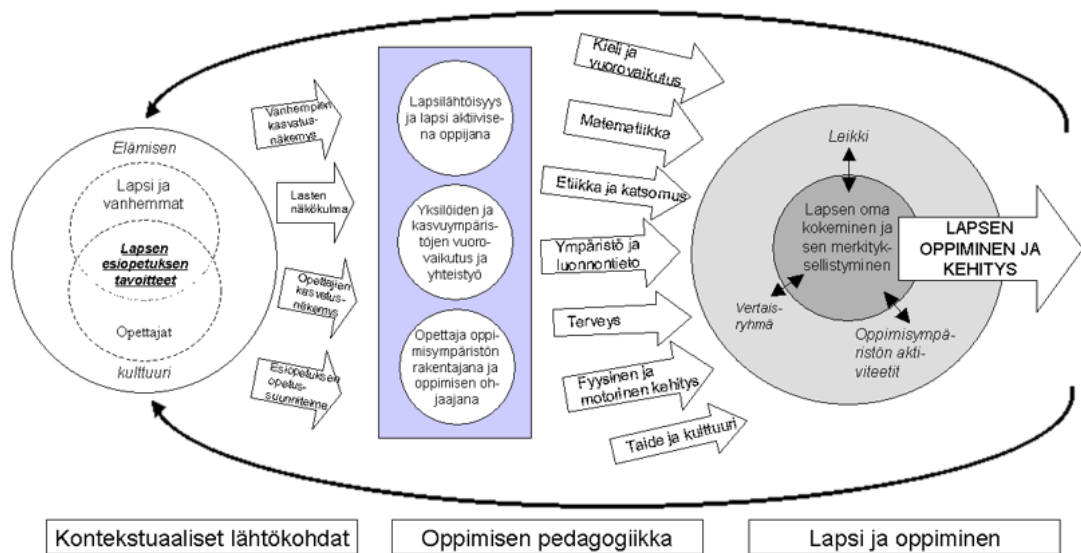 Elämisen
Lapsi ja
vanhemmat
Lapsen
esiopetuksen
tavoitteet
Opettajat
kulttuuri
Vanhempien
kasvatus-
näkemys
Lasten
näkökulma
Opettajien
kasvatus-
näkemys
Esiopetuksen
opetus-
suunnitelma
Lapsilähtöisyys
ja lapsi aktiivise-
na oppijana
Yksilöiden ja
kasvuympäris-
töjen vuoro-
vaikutus ja
yhteistyö
Opettaja oppi-
misympäristön
rakentajana ja
oppimisen oh-
jaajana
Kieli ja
vuorovaikutus
Matematiikka
Etiikka ja katsomus
Ympäristö ja
luonnontieto
Terveys
Fyysinen ja
motorinen kehitys
Taide ja kulttuuri
Leikki
Lapsen oma
kokeminen ja
sen merkityk-
sellistyminen
Vertais-
ryhmä
Oppimisympä-
ristön akti-
viteetit
LAPSEN
OPPIMINEN JA
KEHITYS
Kontekstuaaliset lähtökohdat
Oppimisen pedagogiikka
Lapsi ja oppiminen